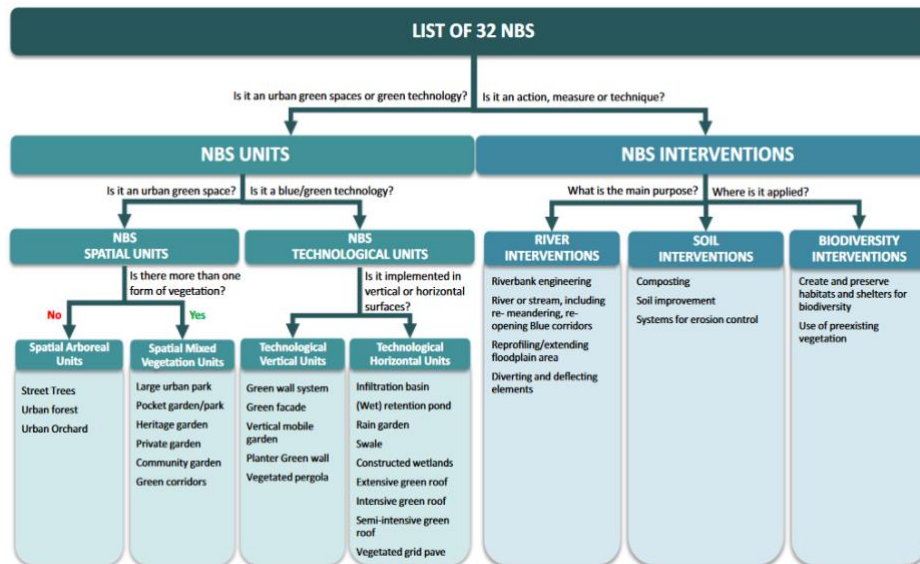 LIST OF 32 NBS
Is it an urban green spaces or green technology?
Is it an action, measure or technique?
NBS UNITS
NBS INTERVENTIONS
Is it an urban green space?
Is it a blue/green technology?
What is the main purpose?
Where is it applied?
NBS
SPATIAL UNITS
NBS
TECHNOLOGICAL UNITS
RIVER
INTERVENTIONS
SOIL
INTERVENTIONS
BIODIVERSITY
INTERVENTIONS
Is there more than one
form of vegetation?
No
Yes
Is it implemented in
vertical or horizontal
surfaces?
Spatial Arboreal
Units
Street Trees
Urban forest
Urban Orchard
Spatial Mixed
Vegetation Units
Large urban park
Pocket garden/park
Heritage garden
Private garden
Community garden
Green corridors
Technological
Vertical Units
Green wall system
Green facade
Vertical mobile
garden
Planter Green wall
Vegetated pergola
Technological
Horizontal Units
Infiltration basin
(Wet) retention pond
Rain garden
Swale
Constructed wetlands
Extensive green roof
Intensive green roof
Semi-intensive green
roof
Vegetated grid pave
Riverbank engineering
River or stream, including
re- meandering, re-
opening Blue corridors
Reprofiling/extending
floodplain area
Diverting and deflecting
elements
Composting
Soil improvement
Systems for erosion control
Create and preserve
habitats and shelters for
biodiversity
Use of preexisting
vegetation